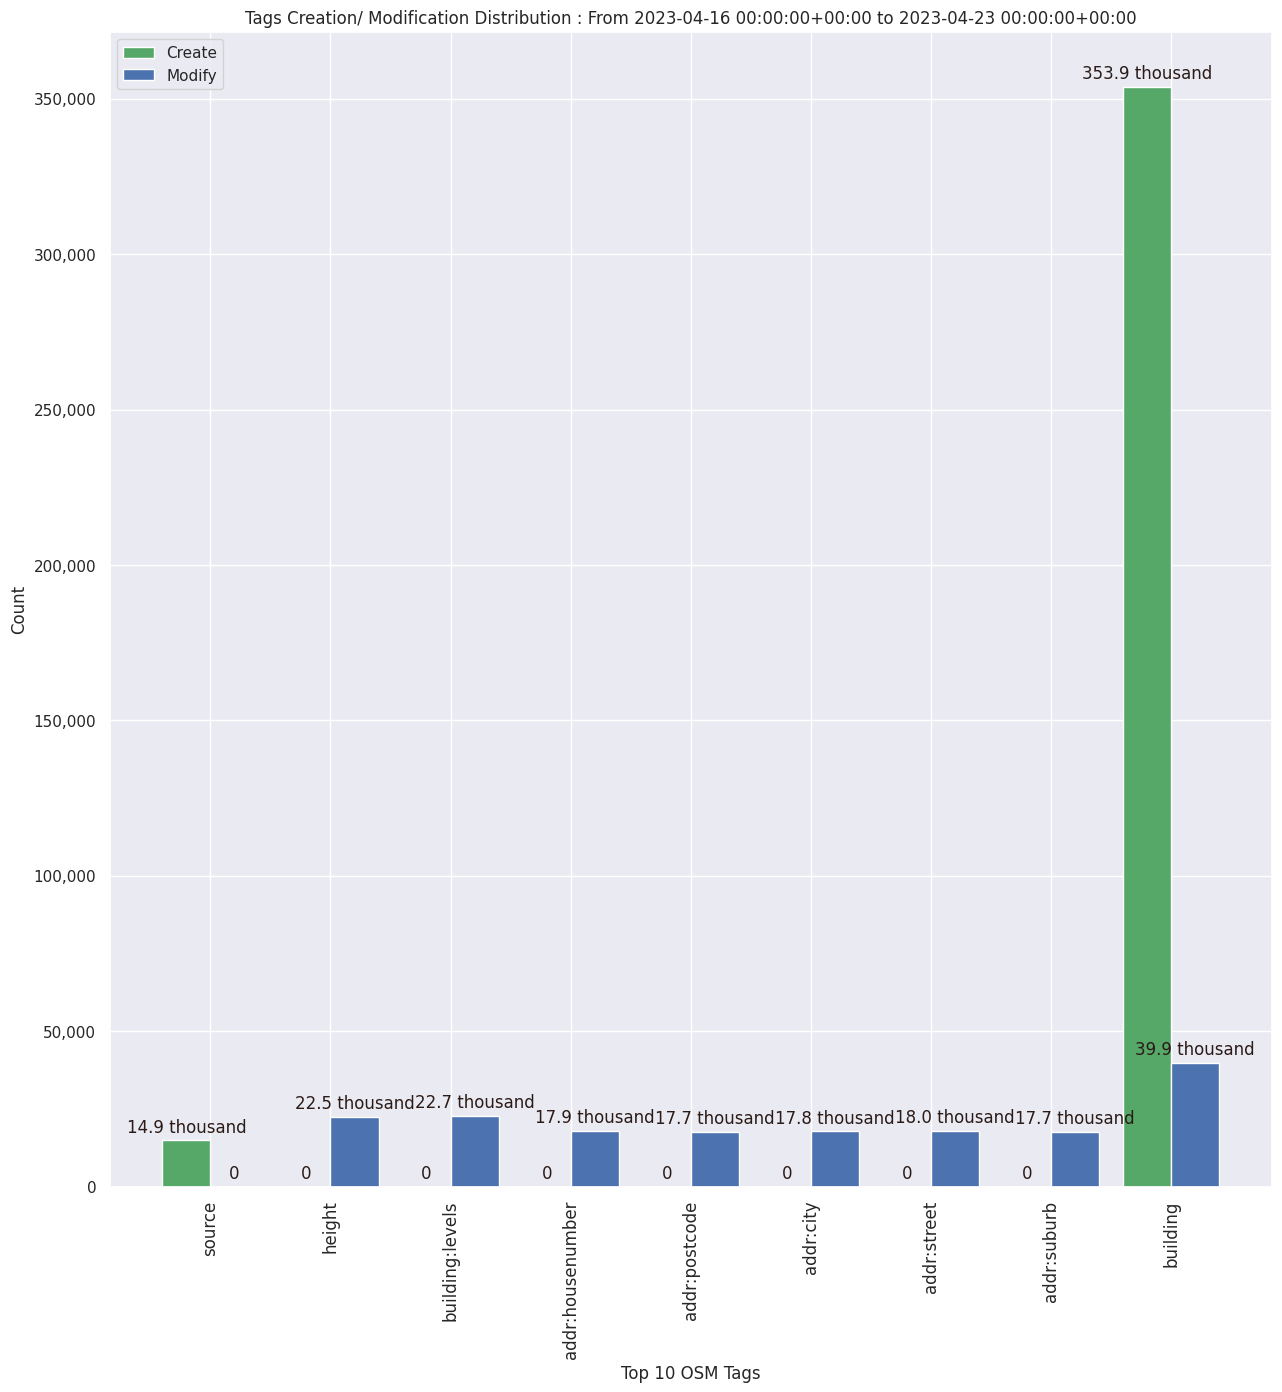 Tags Creation/ Modification Distribution : From 2023-04-16 00:00:00+00:00 to 2023-04-23 00:00:00+00:00
Create
Modify
353.9 thousand
350,000
300,000
250,000
200,000
150,000
100,000
50,000
0
Count
39.9 thousand
22.5 thousand
22.7 thousand
17.9 thousand
17.7 thousand
17.8 thousand
18.0 thousand
17.7 thousand
14.9 thousand
0
0
0
0
0
0
0
0
source
height
building:levels
addr:housenumber
addr:postcode
addr:city
addr:street
addr:suburb
building
Top 10 OSM Tags